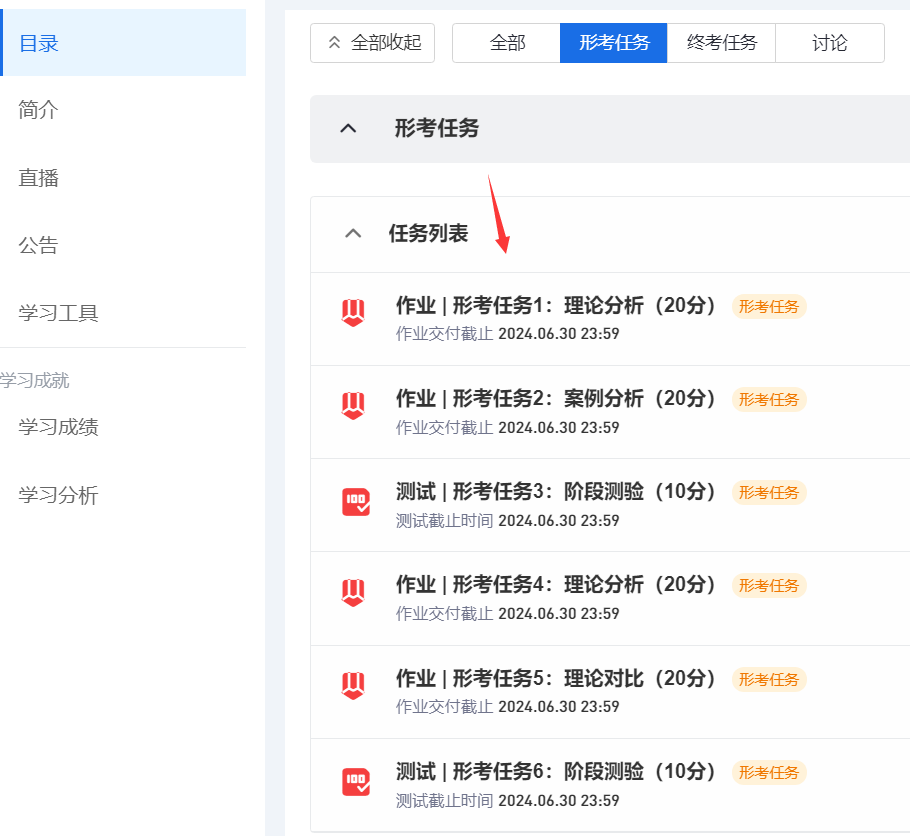 目录
简介
直播
公告
学习工具
学习成就
学习成绩
学习分析
全部收起 全部 形考任务 终考任务 讨论
形考任务
任务列表
作业 | 形考任务1：理论分析（20分） 形考任务
作业交付截止 2024.06.30 23:59
作业 | 形考任务2：案例分析（20分） 形考任务
作业交付截止 2024.06.30 23:59
100
测试 | 形考任务3：阶段测验（10分） 形考任务
测试截止时间 2024.06.30 23:59
作业 | 形考任务4：理论分析（20分） 形考任务
作业交付截止 2024.06.30 23:59
作业 | 形考任务5：理论对比（20分） 形考任务
作业交付截止 2024.06.30 23:59
100
测试 | 形考任务6：阶段测验（10分） 形考任务
测试截止时间 2024.06.30 23:59